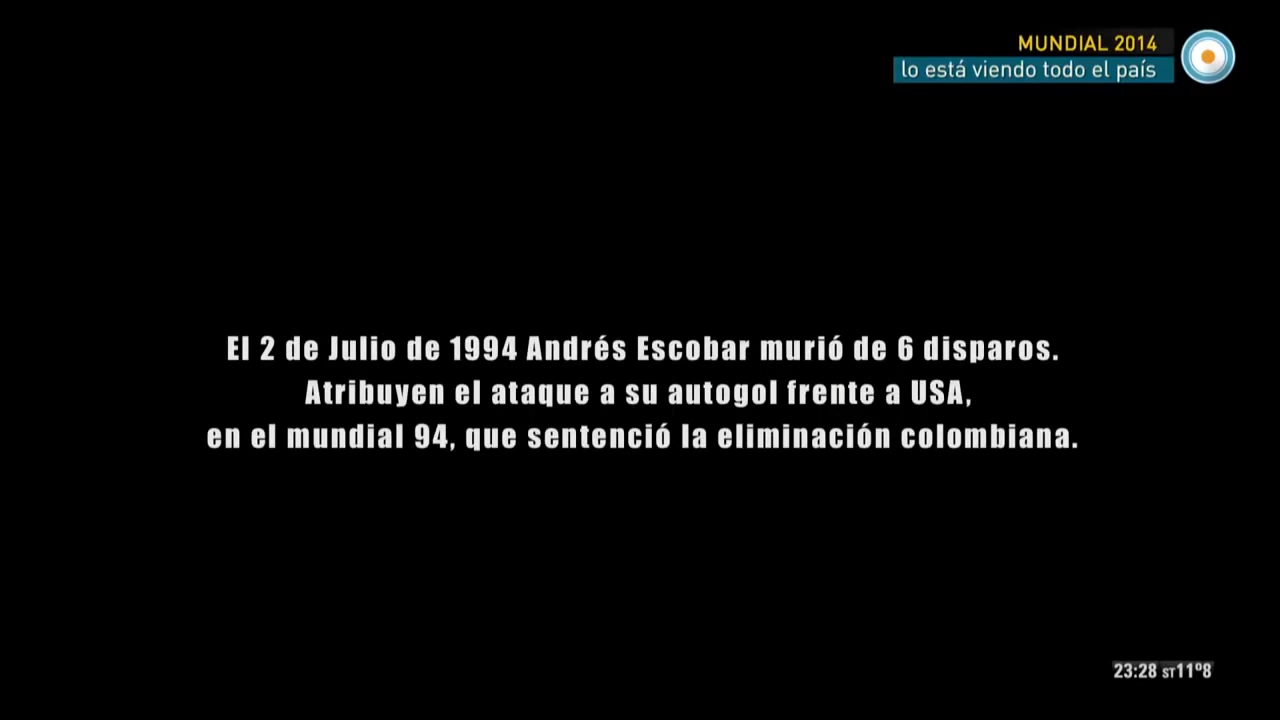 MUNDIAL 2014
lo está viendo todo el país
El 2 de Julio de 1994 Andrés Escobar murió de 6 disparos.
Atribuyen el ataque a su autogol frente a USA,
en el mundial 94, que sentenció la eliminación colombiana.
23:28 ST11º8